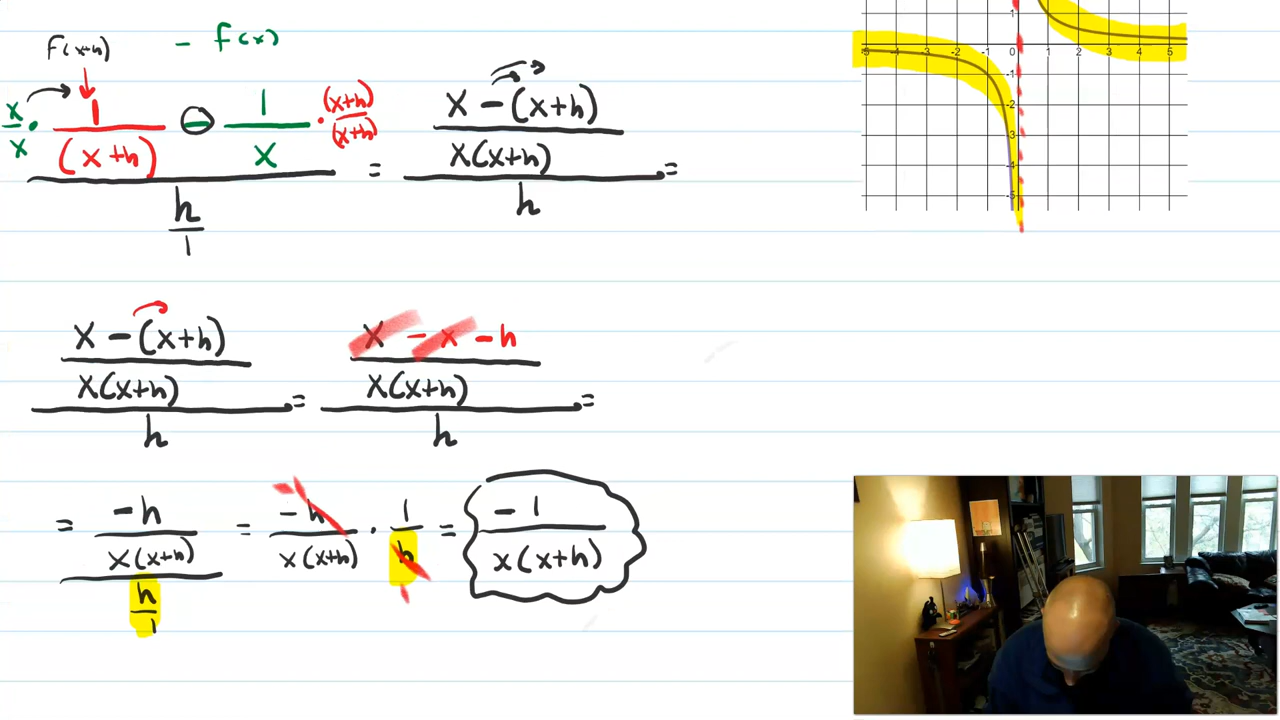 F(x+h) - f(x)
x/x · 1/(x+h) - 1/x · (x+h)/(x+h) = x-(x+h) =
x(x+h)
h/1 h
x-(x+h) x - x - h
x(x+h) = x(x+h) =
h h
= -h/x(x+h) = -h/x(x+h) · 1/h = -1/x(x+h)
h/1
1
-5 -4 -3 -2 -1 0 1 2 3 4 5
-1
-2
-3
-4
-5